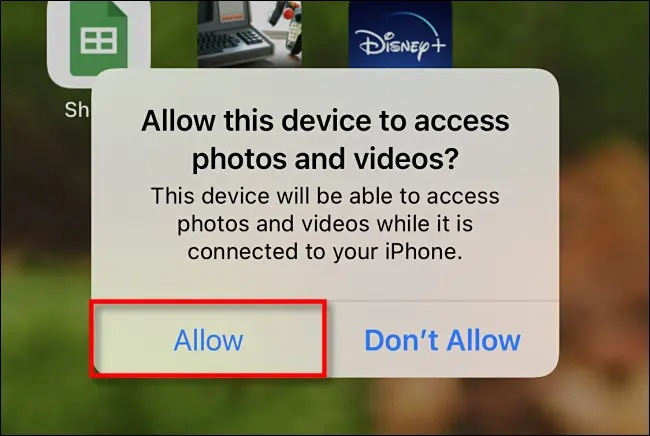 Disney+
Sh
Allow this device to access
photos and videos?
This device will be able to access
photos and videos while it is
connected to your iPhone.
Allow
Don't Allow